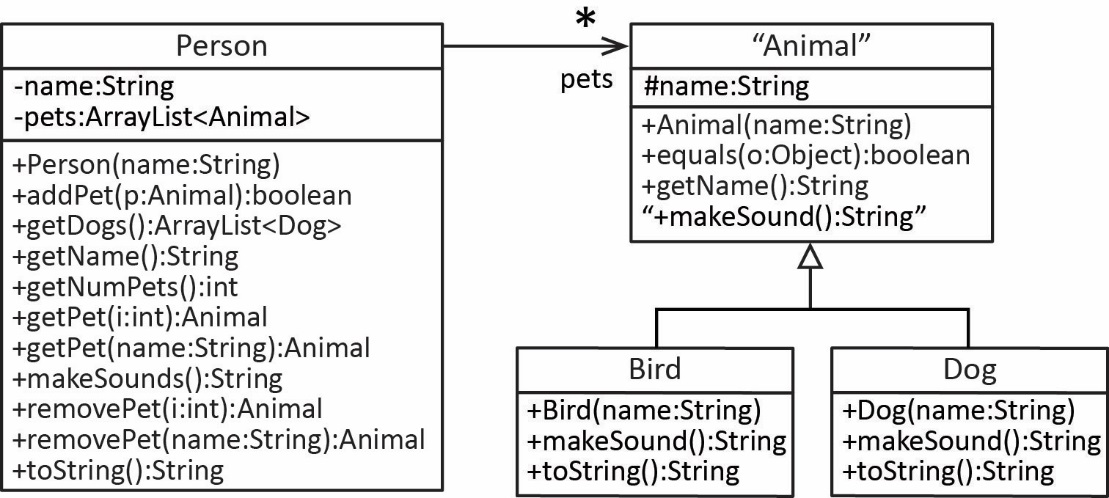 Person
-name:String
-pets:ArrayList<Animal>
+Person(name:String)
+addPet(p:Animal):boolean
+getDogs():ArrayList<Dog>
+getName():String
+getNumPets():int
+getPet(i:int):Animal
+getPet(name:String):Animal
+makeSounds():String
+removePet(i:int):Animal
+removePet(name:String):Animal
+toString():String
*
pets
“Animal”
#name:String
+Animal(name:String)
+equals(o:Object):boolean
+getName():String
“+makeSound():String”
Bird
+Bird(name:String)
+makeSound():String
+toString():String
Dog
+Dog(name:String)
+makeSound():String
+toString():String